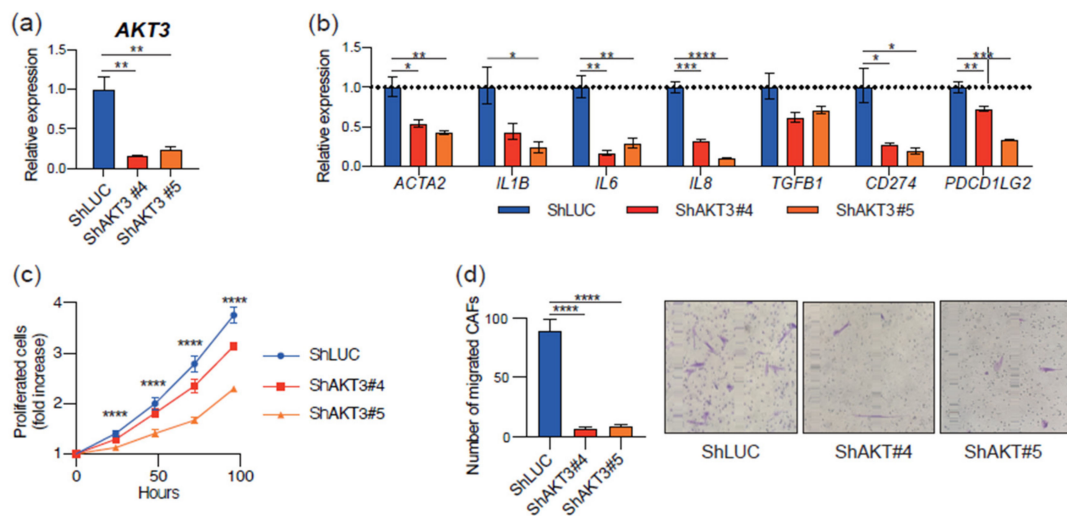 (a)
AKT3
**
**
Relative expression
1.5
1.0
0.5
0.0
ShLUC
ShAKT3 #4
ShAKT3 #5
(b)
Relative expression
1.5
1.0
0.5
0.0
** * ** **** *** 
* ** *** * * **
ACTA2 IL1B IL6 IL8 TGFB1 CD274 PDCD1LG2
ShLUC ShAKT3#4 ShAKT3#5
(c)
Proliferated cells
(fold increase)
4
3
2
1
**** **** **** ****
0 50 100
Hours
ShLUC
ShAKT3#4
ShAKT3#5
(d)
Number of migrated CAFs
100
50
0
****
****
ShLUC
ShAKT3#4
ShAKT3#5
ShLUC ShAKT#4 ShAKT#5